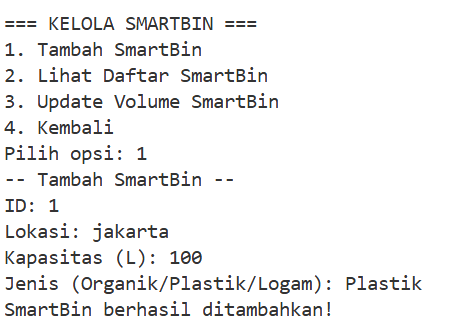 === KELOLA SMARTBIN ===
1. Tambah SmartBin
2. Lihat Daftar SmartBin
3. Update Volume SmartBin
4. Kembali
Pilih opsi: 1
-- Tambah SmartBin --
ID: 1
Lokasi: jakarta
Kapasitas (L): 100
Jenis (Organik/Plastik/Logam): Plastik
SmartBin berhasil ditambahkan!